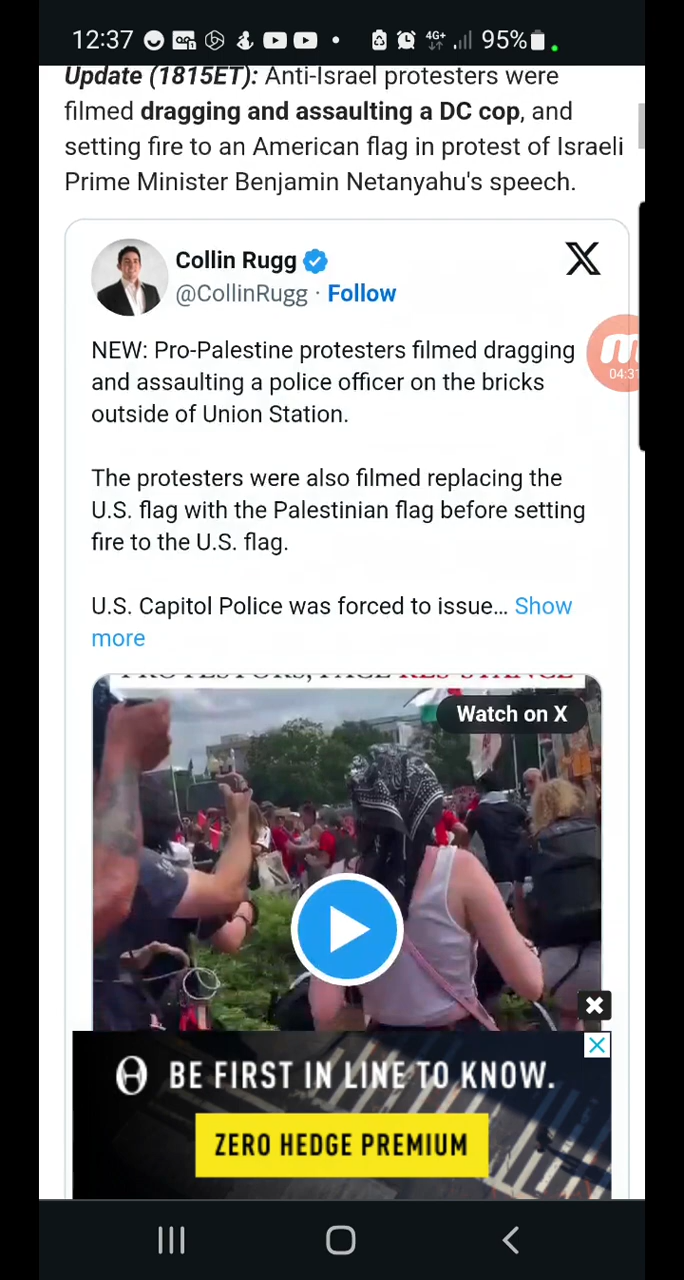 12:37 4G+ 95%
Update (1815ET): Anti-Israel protesters were
filmed dragging and assaulting a DC cop, and
setting fire to an American flag in protest of Israeli
Prime Minister Benjamin Netanyahu's speech.
Collin Rugg
@CollinRugg · Follow
NEW: Pro-Palestine protesters filmed dragging
and assaulting a police officer on the bricks
outside of Union Station.
04:31
The protesters were also filmed replacing the
U.S. flag with the Palestinian flag before setting
fire to the U.S. flag.
U.S. Capitol Police was forced to issue... Show
more
Watch on X
BE FIRST IN LINE TO KNOW.
ZERO HEDGE PREMIUM